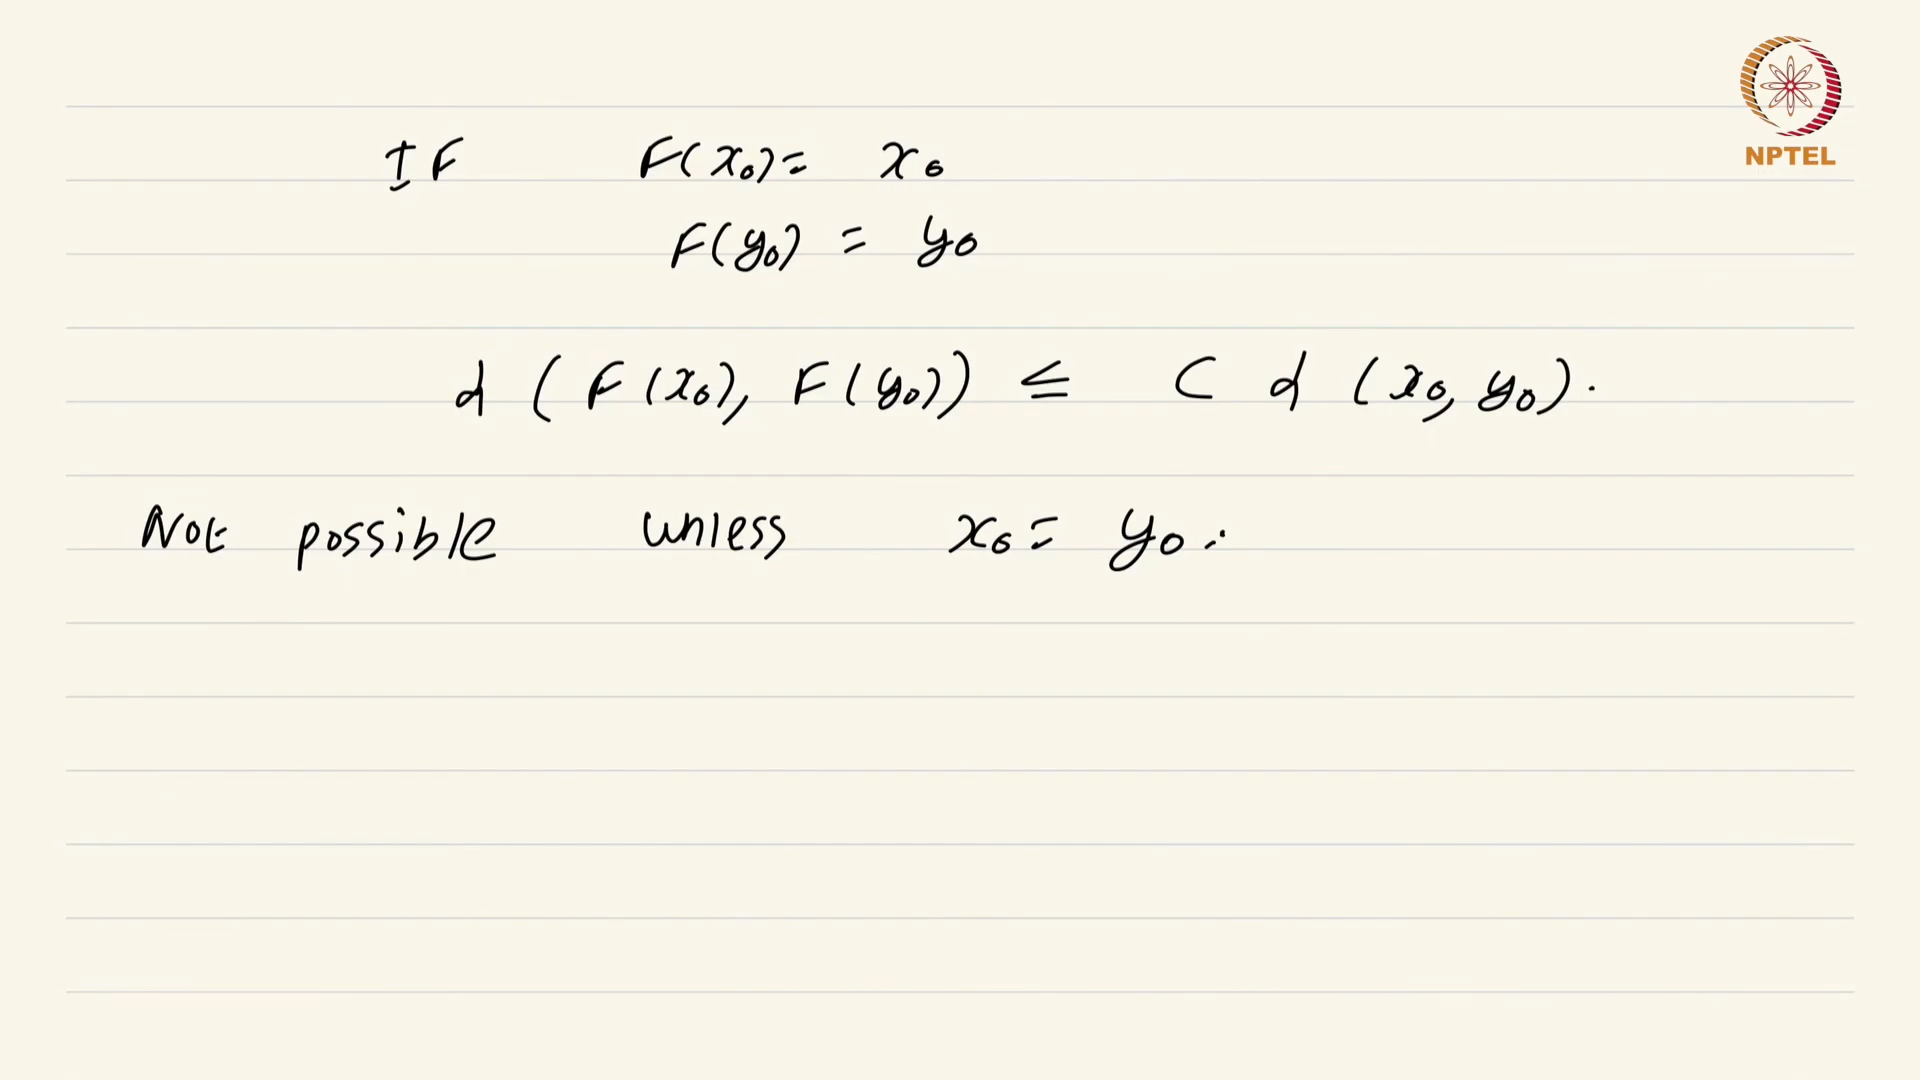 NPTEL
IF F(x₀) = x₀
F(y₀) = y₀
d ( F(x₀), F(y₀)) ≤ C d (x₀, y₀).
Not possible unless x₀ = y₀.